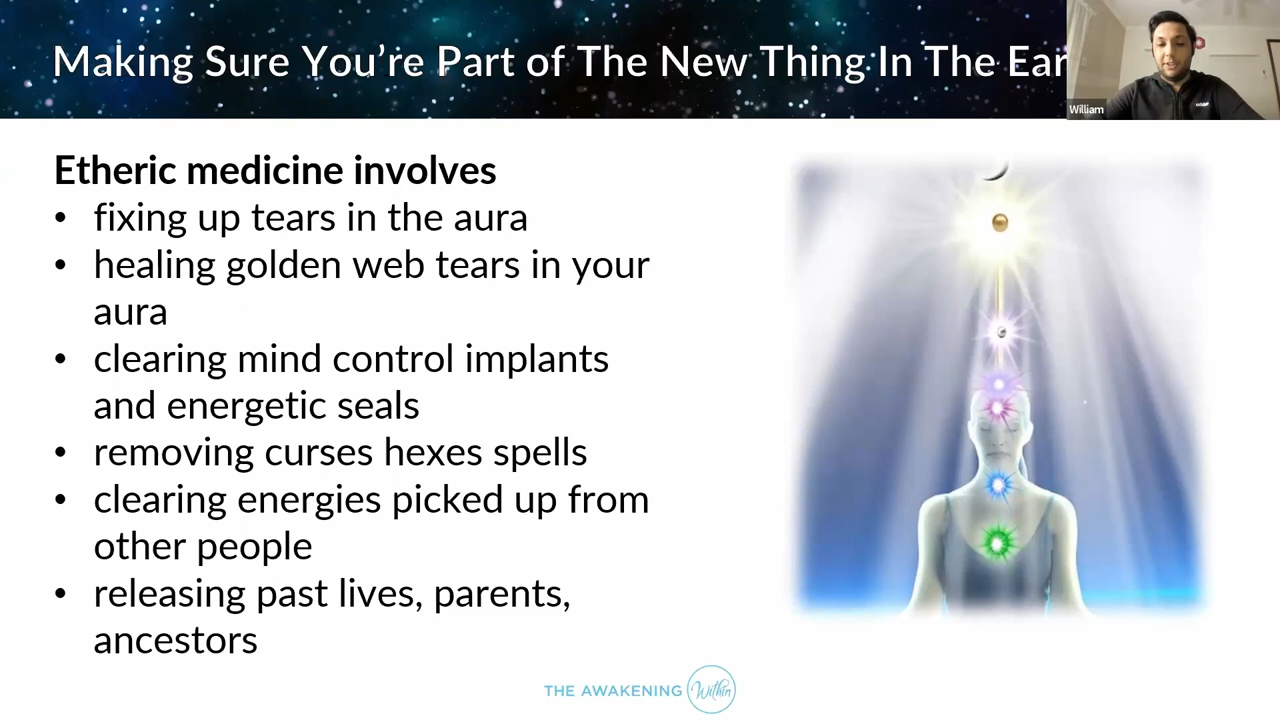 Making Sure You're Part of The New Thing In The Ear
William
Etheric medicine involves
• fixing up tears in the aura
• healing golden web tears in your
aura
• clearing mind control implants
and energetic seals
• removing curses hexes spells
• clearing energies picked up from
other people
• releasing past lives, parents,
ancestors
THE AWAKENING Within